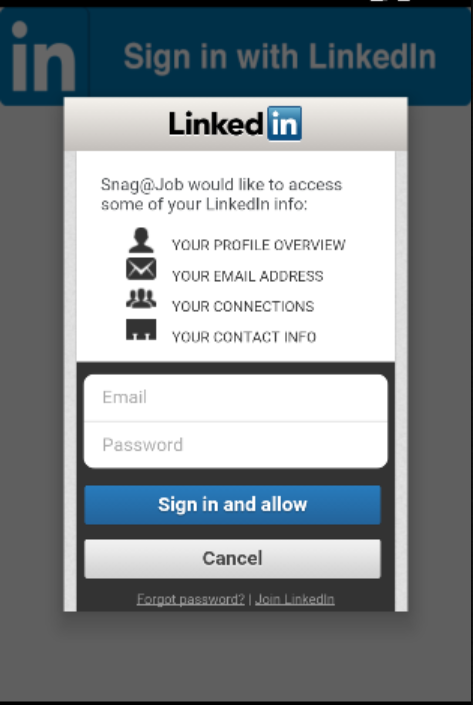 in Sign in with LinkedIn
Linked in
Snag@Job would like to access
some of your LinkedIn info:
YOUR PROFILE OVERVIEW
YOUR EMAIL ADDRESS
YOUR CONNECTIONS
YOUR CONTACT INFO
Email
Password
Sign in and allow
Cancel
Forgot password? | Join LinkedIn